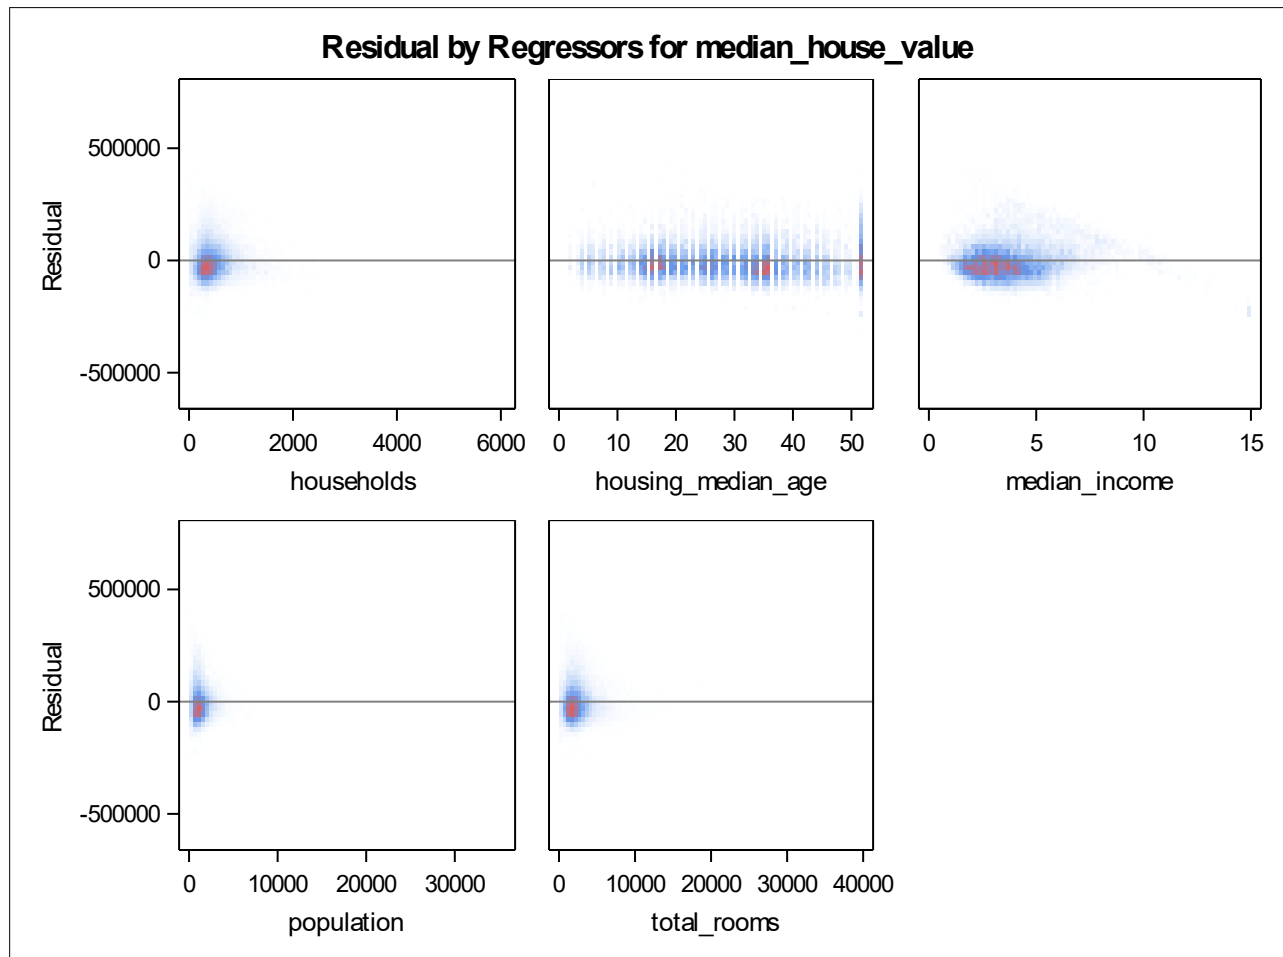 Residual by Regressors for median_house_value
500000
0
-500000
Residual
0 2000 4000 6000
households
0 10 20 30 40 50
housing_median_age
0 5 10 15
median_income
500000
0
-500000
Residual
0 10000 20000 30000
population
0 10000 20000 30000 40000
total_rooms